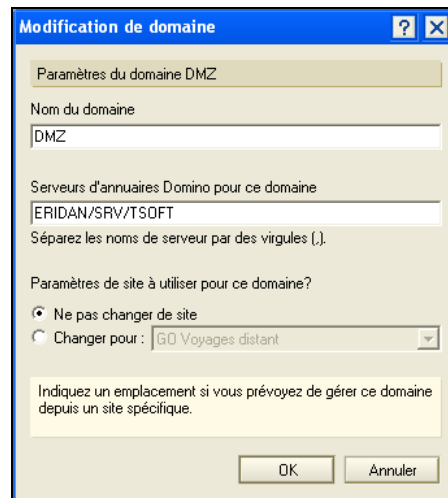 Modification de domaine
Paramètres du domaine DMZ
Nom du domaine
DMZ
Serveurs d'annuaires Domino pour ce domaine
ERIDAN/SRV/TSOFT
Séparez les noms de serveur par des virgules (,).
Paramètres de site à utiliser pour ce domaine?
Ne pas changer de site
Changer pour : GO Voyages distant
Indiquez un emplacement si vous prévoyez de gérer ce domaine
depuis un site spécifique.
OK Annuler